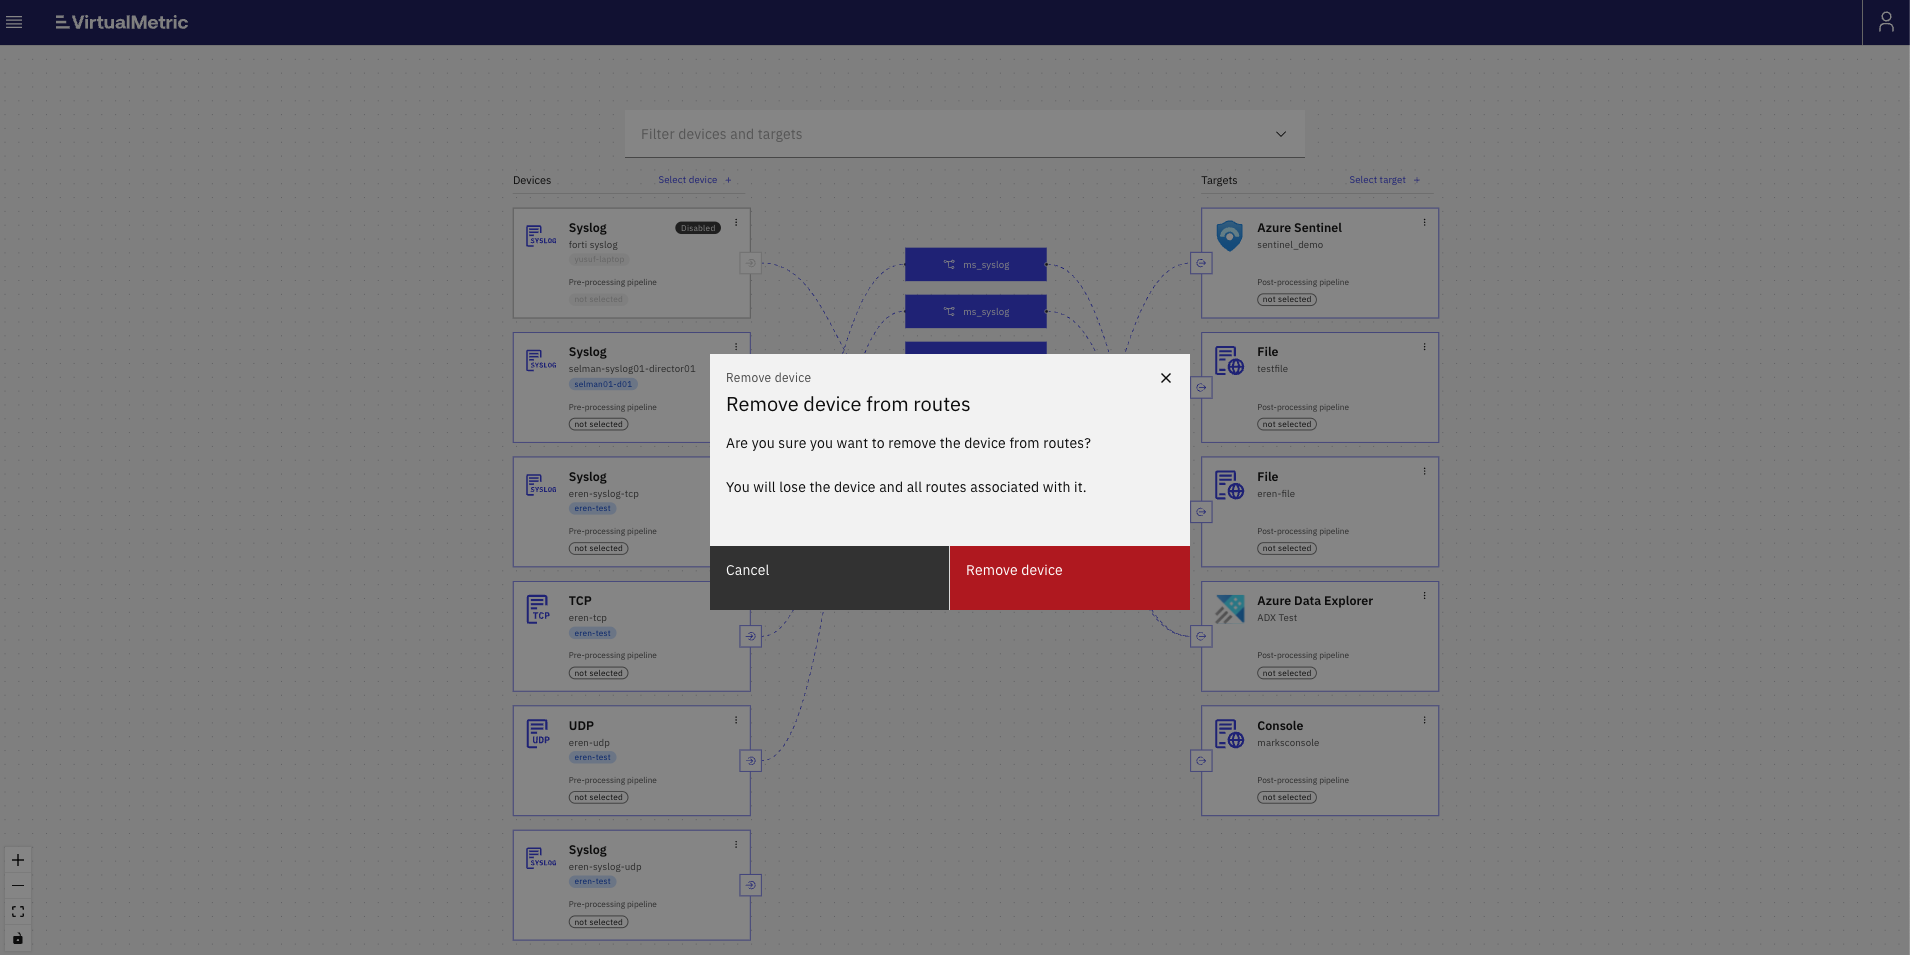 VirtualMetric
Filter devices and targets
Devices
Select device +
Targets
Select target +
Syslog
Disabled
forti syslog
yusuf-laptop
Pre-processing pipeline
not selected
Syslog
selman-syslog01-director01
selman01-d01
Pre-processing pipeline
not selected
SYSLOG
Syslog
eren-syslog-tcp
eren-test
Pre-processing pipeline
not selected
SYSLOG
TCP
eren-tcp
eren-test
Pre-processing pipeline
not selected
TCP
UDP
eren-udp
eren-test
Pre-processing pipeline
not selected
UDP
Syslog
eren-syslog-udp
eren-test
Pre-processing pipeline
not selected
SYSLOG
SYSLOG
ms_syslog
ms_syslog
Remove device
Remove device from routes
Are you sure you want to remove the device from routes?
You will lose the device and all routes associated with it.
Cancel
Remove device
Azure Sentinel
sentinel_demo
Post-processing pipeline
not selected
File
testfile
Post-processing pipeline
not selected
File
eren-file
Post-processing pipeline
not selected
Azure Data Explorer
ADX Test
Post-processing pipeline
not selected
Console
marksconsole
Post-processing pipeline
not selected